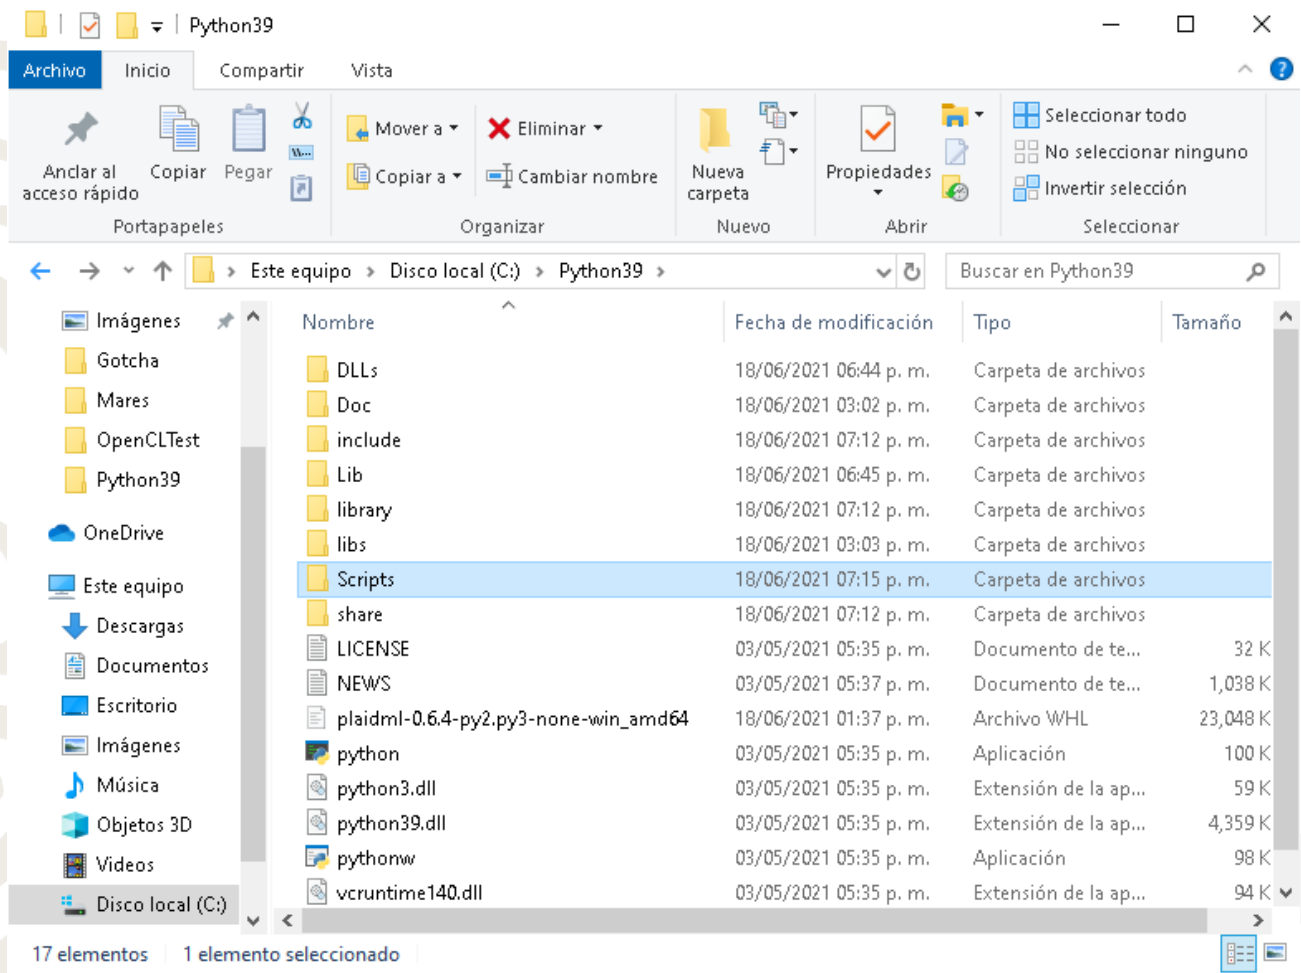 Python39
Archivo Inicio Compartir Vista
Anclar al acceso rápido
Copiar
Pegar
Portapapeles
Mover a
Copiar a
Eliminar
Cambiar nombre
Organizar
Nueva carpeta
Nuevo
Propiedades
Abrir
Seleccionar todo
No seleccionar ninguno
Invertir selección
Seleccionar
Este equipo > Disco local (C:) > Python39 >
Buscar en Python39
Imágenes
Gotcha
Mares
OpenCLTest
Python39
OneDrive
Este equipo
Descargas
Documentos
Escritorio
Imágenes
Música
Objetos 3D
Videos
Disco local (C:)
Nombre Fecha de modificación Tipo Tamaño
DLLs 18/06/2021 06:44 p. m. Carpeta de archivos
Doc 18/06/2021 03:02 p. m. Carpeta de archivos
include 18/06/2021 07:12 p. m. Carpeta de archivos
Lib 18/06/2021 06:45 p. m. Carpeta de archivos
library 18/06/2021 07:12 p. m. Carpeta de archivos
libs 18/06/2021 03:03 p. m. Carpeta de archivos
Scripts 18/06/2021 07:15 p. m. Carpeta de archivos
share 18/06/2021 07:12 p. m. Carpeta de archivos
LICENSE 03/05/2021 05:35 p. m. Documento de te... 32 K
NEWS 03/05/2021 05:37 p. m. Documento de te... 1,038 K
plaidml-0.6.4-py2.py3-none-win_amd64 18/06/2021 01:37 p. m. Archivo WHL 23,048 K
python 03/05/2021 05:35 p. m. Aplicación 100 K
python3.dll 03/05/2021 05:35 p. m. Extensión de la ap... 59 K
python39.dll 03/05/2021 05:35 p. m. Extensión de la ap... 4,359 K
pythonw 03/05/2021 05:35 p. m. Aplicación 98 K
vcruntime140.dll 03/05/2021 05:35 p. m. Extensión de la ap... 94 K
17 elementos 1 elemento seleccionado